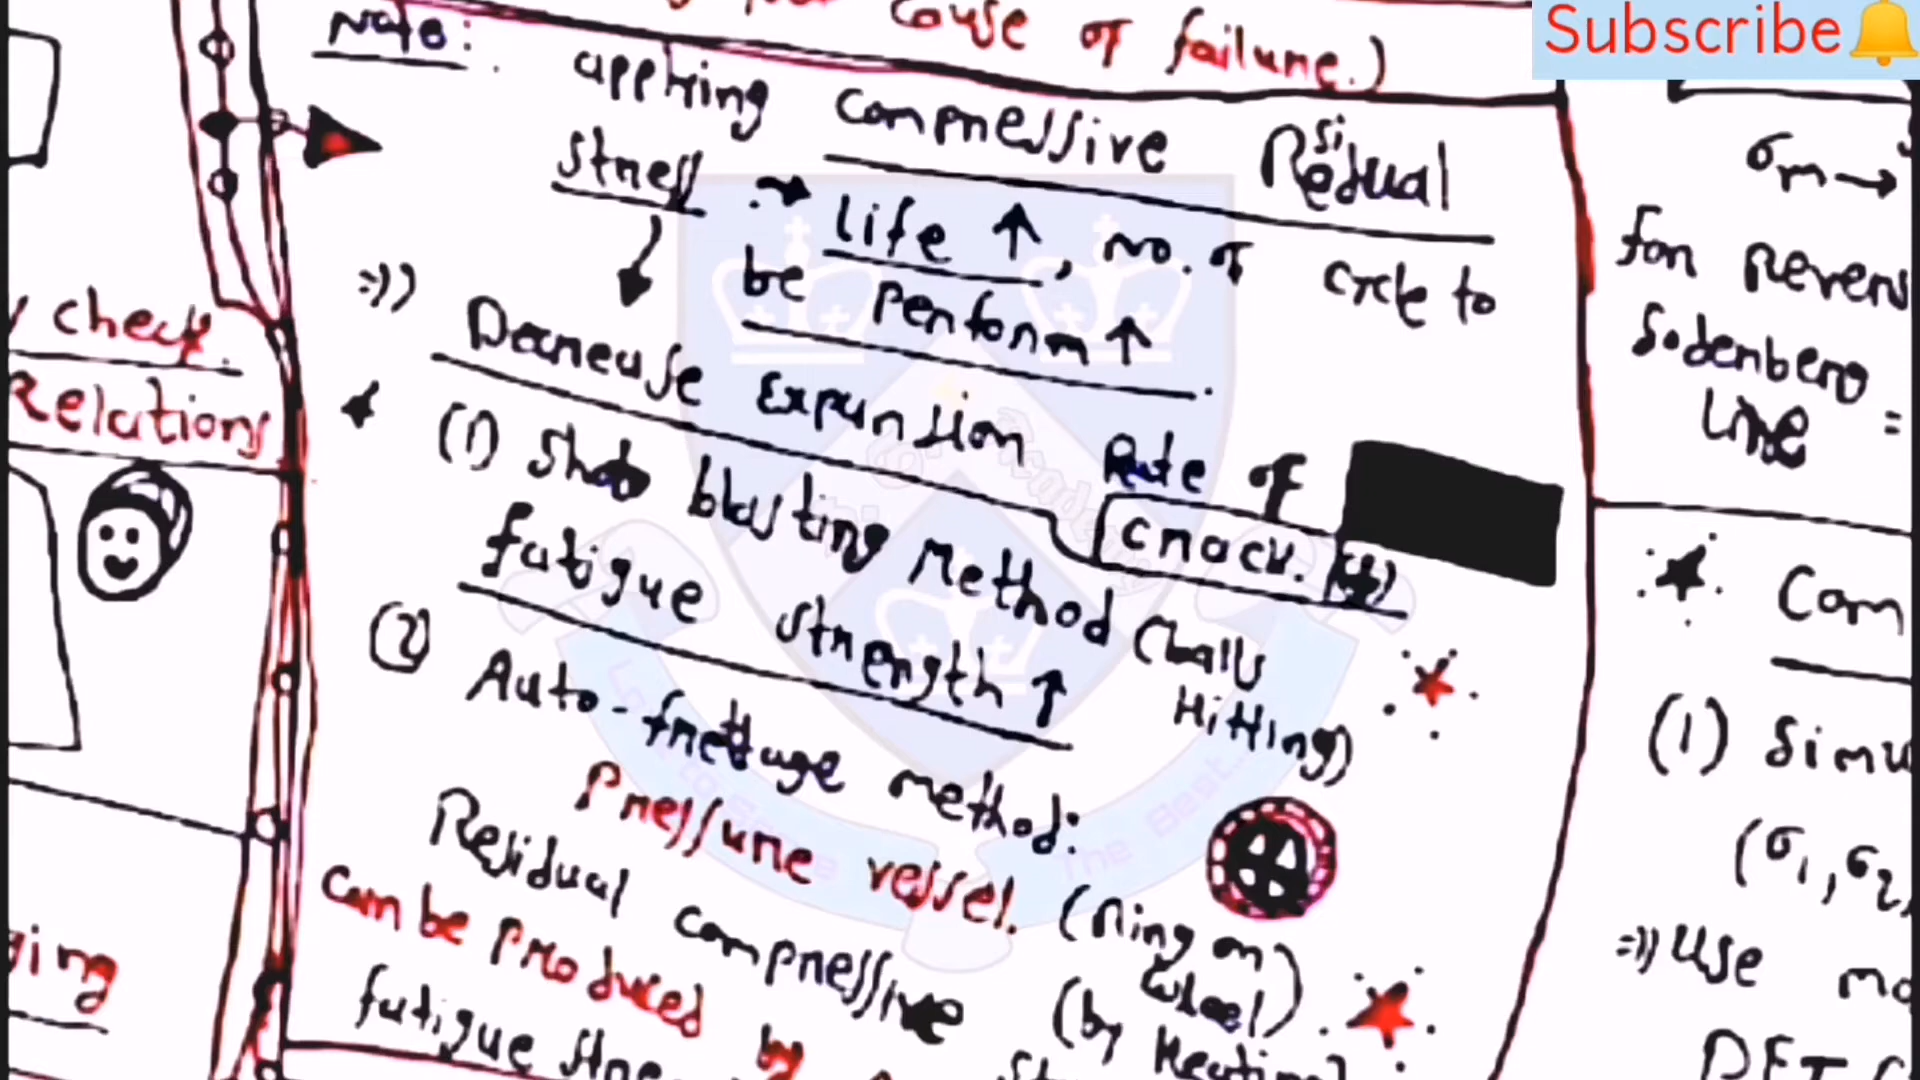 cause of failure.)
Subscribe
Note: applying compressive Residual
stress → life ↑, no. of cycle to
be perform ↑.
⇒)) Decrease Expansion Rate of
crack. (↓)
(1) Shot blasting Method (balls
Hitting)
fatigue strength ↑
(2) Auto-frettage method:
Pressure vessel. (Ring on
wheel)
Residual compressive (by Heating)
can be produced by
fatigue
check
Relations
σm →
for Revers
Soderberg =
Line
Com
(1) Simu
(σ1, σ2,
⇒)) Use